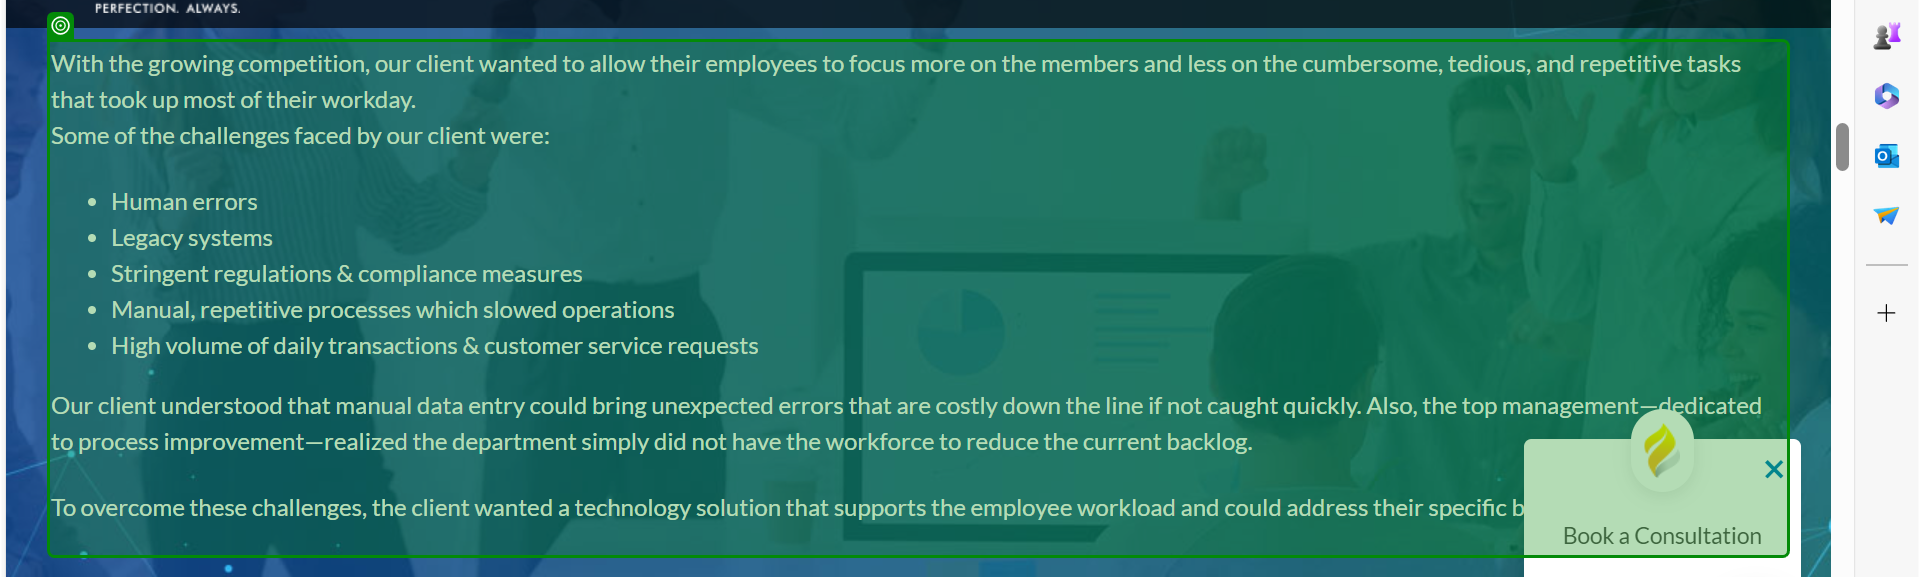 PERFECTION. ALWAYS.
With the growing competition, our client wanted to allow their employees to focus more on the members and less on the cumbersome, tedious, and repetitive tasks
that took up most of their workday.
Some of the challenges faced by our client were:
• Human errors
• Legacy systems
• Stringent regulations & compliance measures
• Manual, repetitive processes which slowed operations
• High volume of daily transactions & customer service requests
Our client understood that manual data entry could bring unexpected errors that are costly down the line if not caught quickly. Also, the top management—dedicated
to process improvement—realized the department simply did not have the workforce to reduce the current backlog.
To overcome these challenges, the client wanted a technology solution that supports the employee workload and could address their specific b
Book a Consultation